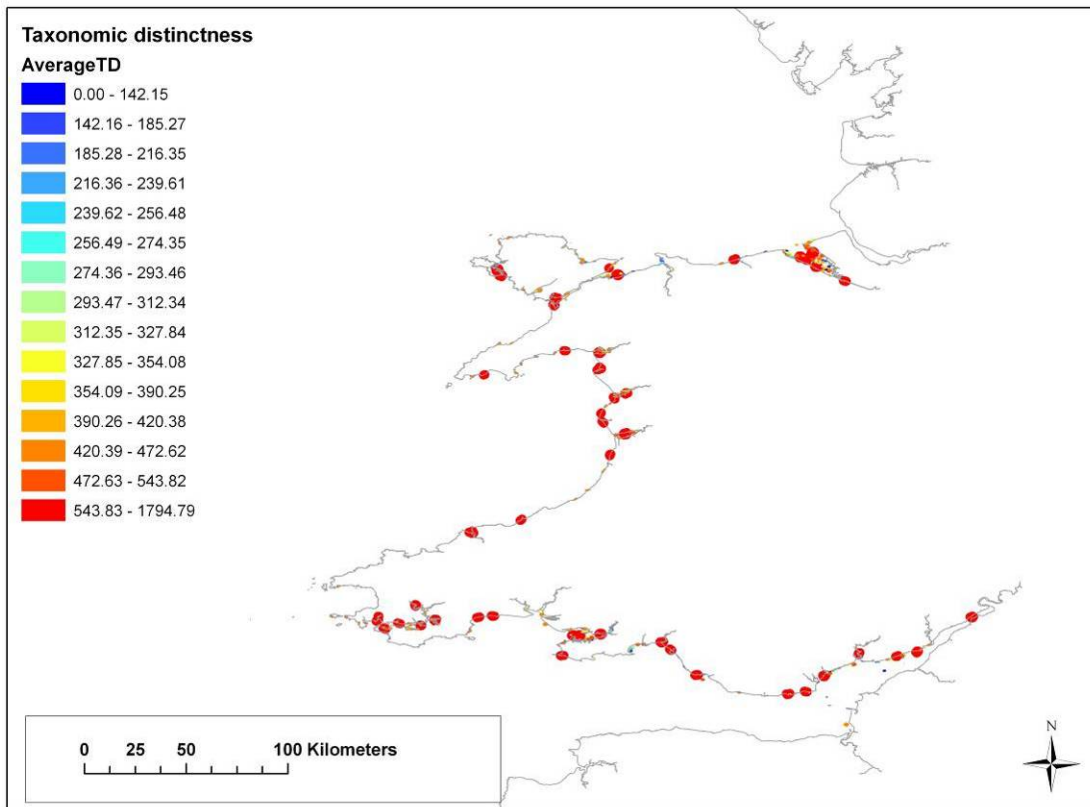 Taxonomic distinctness
AverageTD
0.00 - 142.15
142.16 - 185.27
185.28 - 216.35
216.36 - 239.61
239.62 - 256.48
256.49 - 274.35
274.36 - 293.46
293.47 - 312.34
312.35 - 327.84
327.85 - 354.08
354.09 - 390.25
390.26 - 420.38
420.39 - 472.62
472.63 - 543.82
543.83 - 1794.79
0 25 50 100 Kilometers
N